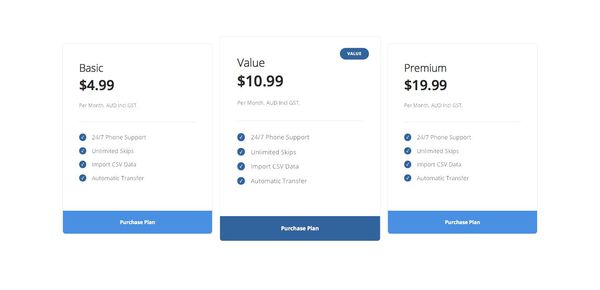 Basic
$4.99
Per Month, AUD Incl GST.
24/7 Phone Support
Unlimited Skips
Import CSV Data
Automatic Transfer
Purchase Plan
VALUE
Value
$10.99
Per Month, AUD Incl GST.
24/7 Phone Support
Unlimited Skips
Import CSV Data
Automatic Transfer
Purchase Plan
Premium
$19.99
Per Month, AUD Incl GST.
24/7 Phone Support
Unlimited Skips
Import CSV Data
Automatic Transfer
Purchase Plan